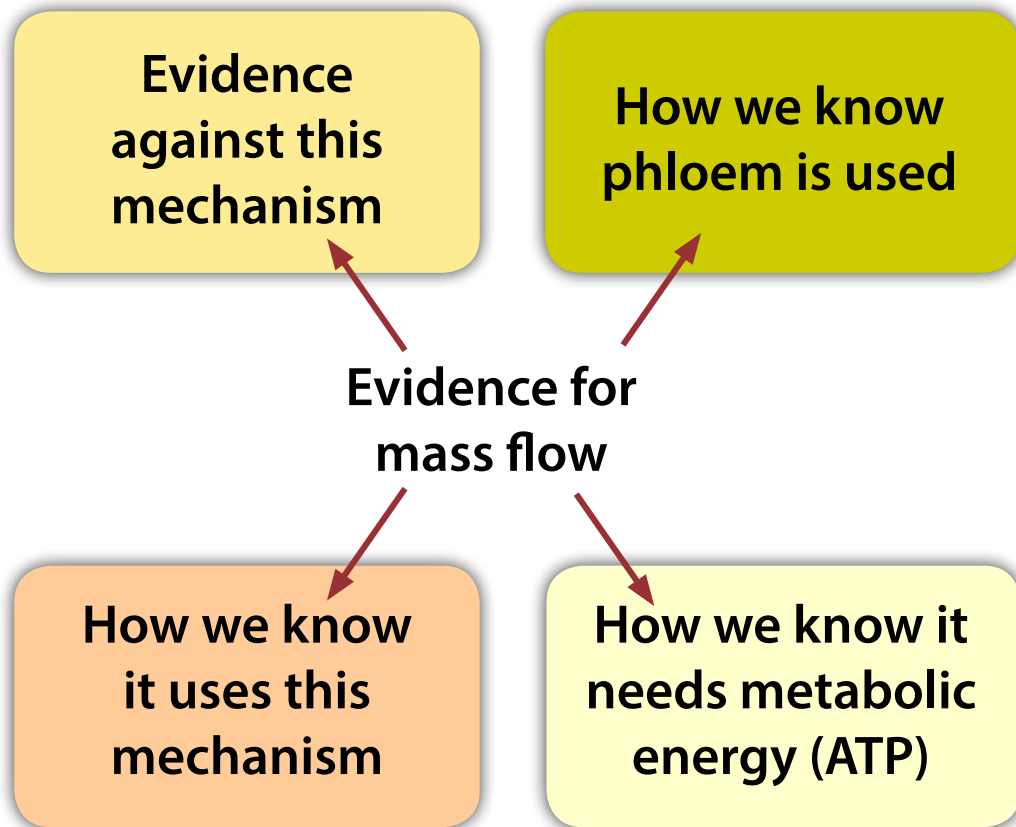 Evidence
against this
mechanism
How we know
phloem is used
Evidence for
mass flow
How we know
it uses this
mechanism
How we know it
needs metabolic
energy (ATP)